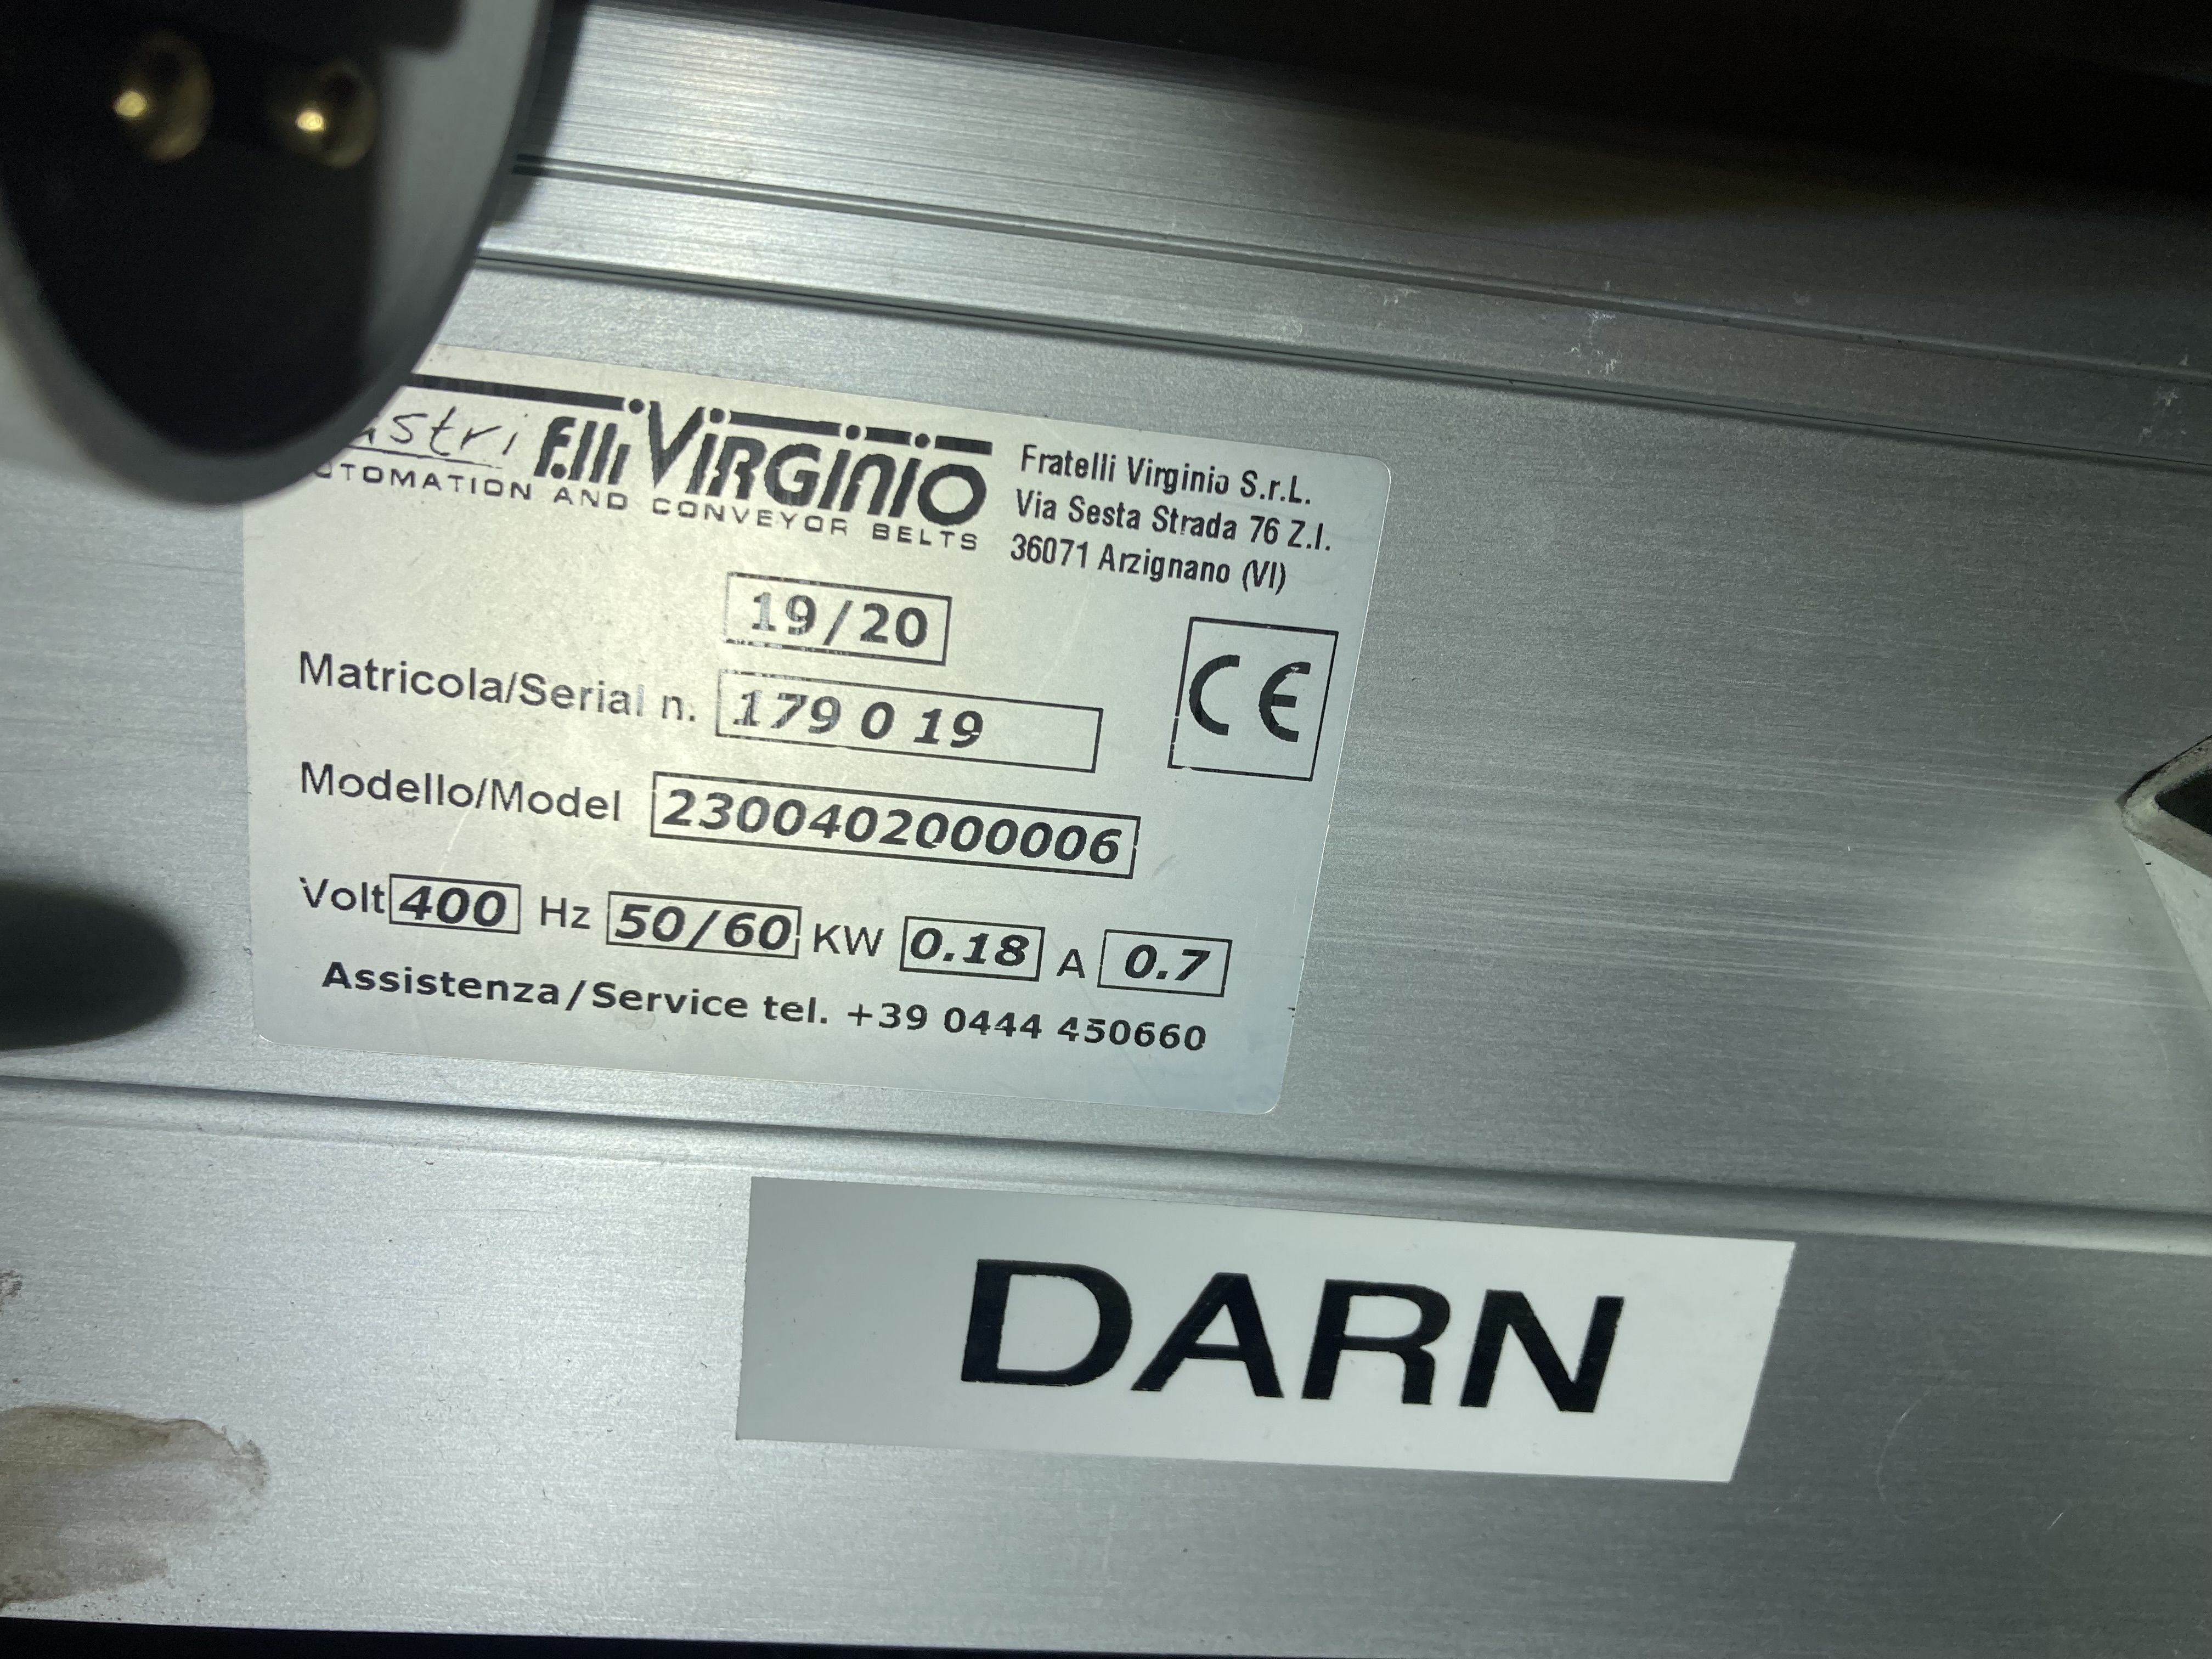 F.lli VIRGINIO
AUTOMATION AND CONVEYOR BELTS
Fratelli Virginio S.r.L.
Via Sesta Strada 76 Z.I.
36071 Arzignano (VI)
19/20
Matricola/Serial n. 179 0 19
CE
Modello/Model 2300402000006
Volt 400 Hz 50/60 KW 0.18 A 0.7
Assistenza/Service tel. +39 0444 450660
DARN